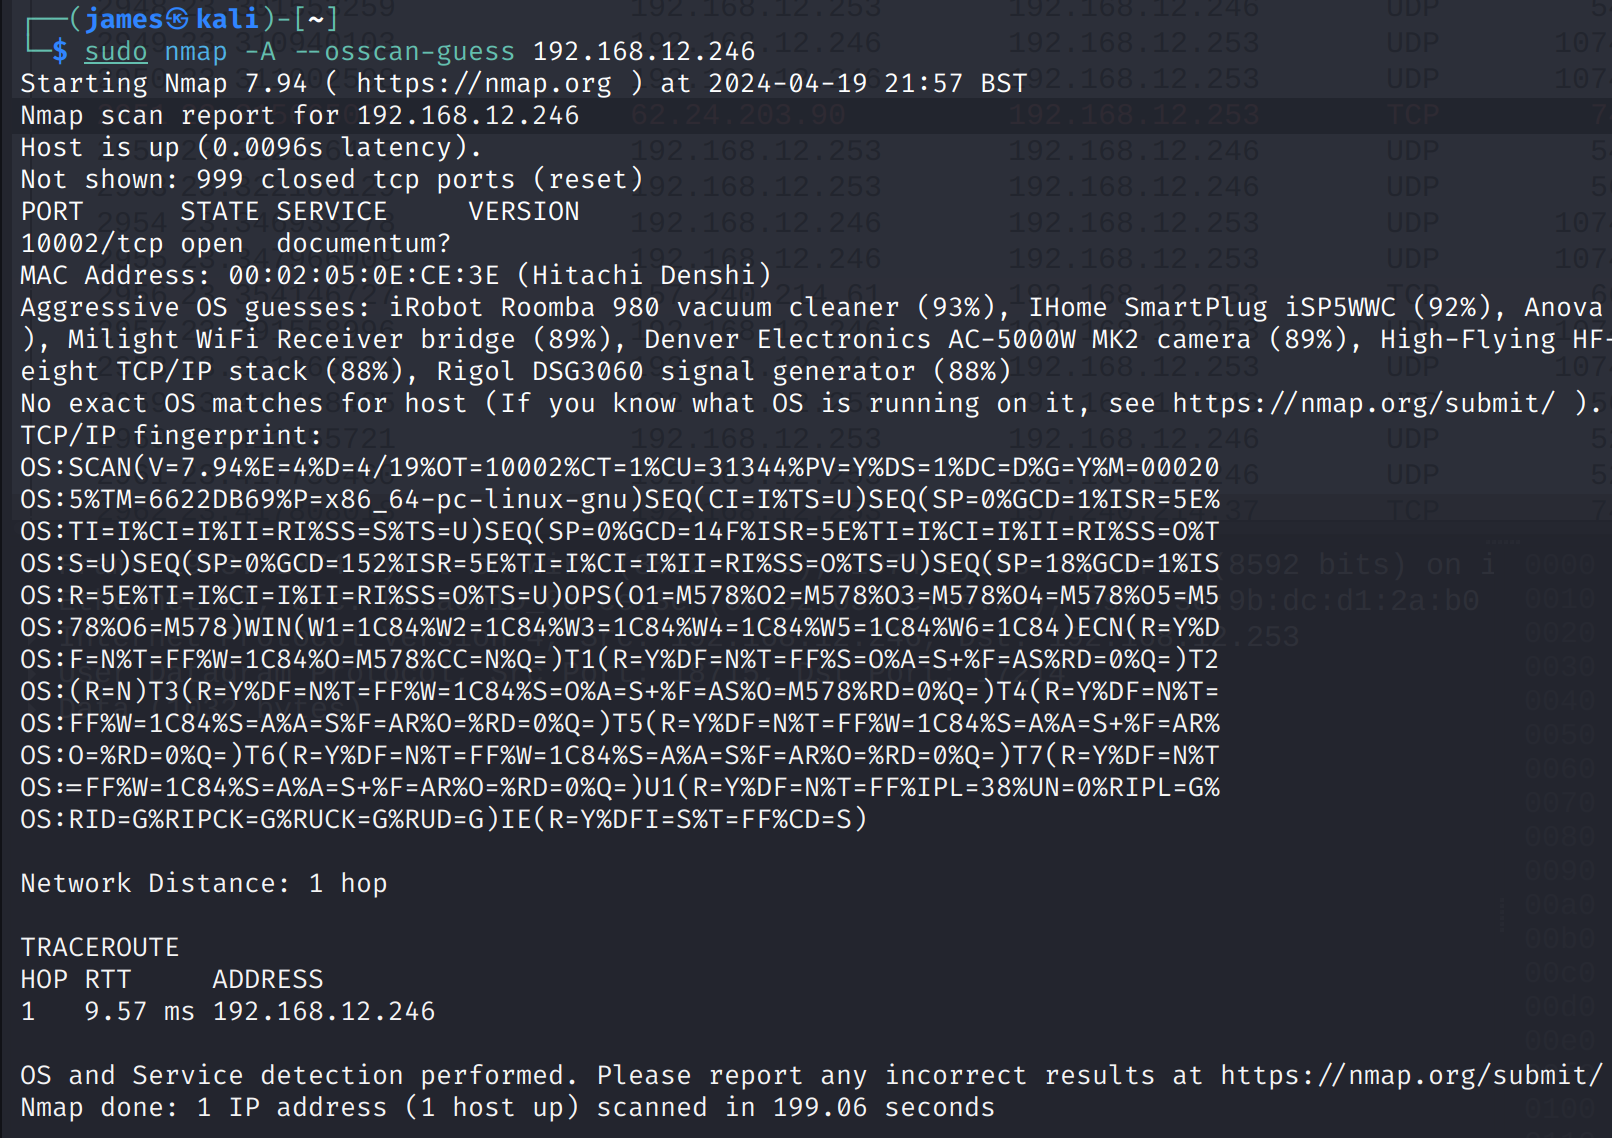 (james㉿kali)-[~]
$ sudo nmap -A --osscan-guess 192.168.12.246
Starting Nmap 7.94 ( https://nmap.org ) at 2024-04-19 21:57 BST
Nmap scan report for 192.168.12.246
Host is up (0.0096s latency).
Not shown: 999 closed tcp ports (reset)
PORT      STATE SERVICE     VERSION
10002/tcp open  documentum?
MAC Address: 00:02:05:0E:CE:3E (Hitachi Denshi)
Aggressive OS guesses: iRobot Roomba 980 vacuum cleaner (93%), IHome SmartPlug iSP5WWC (92%), Anova
), Milight WiFi Receiver bridge (89%), Denver Electronics AC-5000W MK2 camera (89%), High-Flying HF-
eight TCP/IP stack (88%), Rigol DSG3060 signal generator (88%)
No exact OS matches for host (If you know what OS is running on it, see https://nmap.org/submit/ ).
TCP/IP fingerprint:
OS:SCAN(V=7.94%E=4%D=4/19%OT=10002%CT=1%CU=31344%PV=Y%DS=1%DC=D%G=Y%M=00020
OS:5%TM=6622DB69%P=x86_64-pc-linux-gnu)SEQ(CI=I%TS=U)SEQ(SP=0%GCD=1%ISR=5E%
OS:TI=I%CI=I%II=RI%SS=S%TS=U)SEQ(SP=0%GCD=14F%ISR=5E%TI=I%CI=I%II=RI%SS=O%T
OS:S=U)SEQ(SP=0%GCD=152%ISR=5E%TI=I%CI=I%II=RI%SS=O%TS=U)SEQ(SP=18%GCD=1%IS
OS:R=5E%TI=I%CI=I%II=RI%SS=O%TS=U)OPS(O1=M578%O2=M578%O3=M578%O4=M578%O5=M5
OS:78%O6=M578)WIN(W1=1C84%W2=1C84%W3=1C84%W4=1C84%W5=1C84%W6=1C84)ECN(R=Y%D
OS:F=N%T=FF%W=1C84%O=M578%CC=N%Q=)T1(R=Y%DF=N%T=FF%S=O%A=S+%F=AS%RD=0%Q=)T2
OS:(R=N)T3(R=Y%DF=N%T=FF%W=1C84%S=O%A=S+%F=AS%O=M578%RD=0%Q=)T4(R=Y%DF=N%T=
OS:FF%W=1C84%S=A%A=S%F=AR%O=%RD=0%Q=)T5(R=Y%DF=N%T=FF%W=1C84%S=A%A=S+%F=AR%
OS:O=%RD=0%Q=)T6(R=Y%DF=N%T=FF%W=1C84%S=A%A=S%F=AR%O=%RD=0%Q=)T7(R=Y%DF=N%T
OS:=FF%W=1C84%S=A%A=S+%F=AR%O=%RD=0%Q=)U1(R=Y%DF=N%T=FF%IPL=38%UN=0%RIPL=G%
OS:RID=G%RIPCK=G%RUCK=G%RUD=G)IE(R=Y%DFI=S%T=FF%CD=S)
Network Distance: 1 hop
TRACEROUTE
HOP RTT     ADDRESS
1   9.57 ms 192.168.12.246
OS and Service detection performed. Please report any incorrect results at https://nmap.org/submit/
Nmap done: 1 IP address (1 host up) scanned in 199.06 seconds